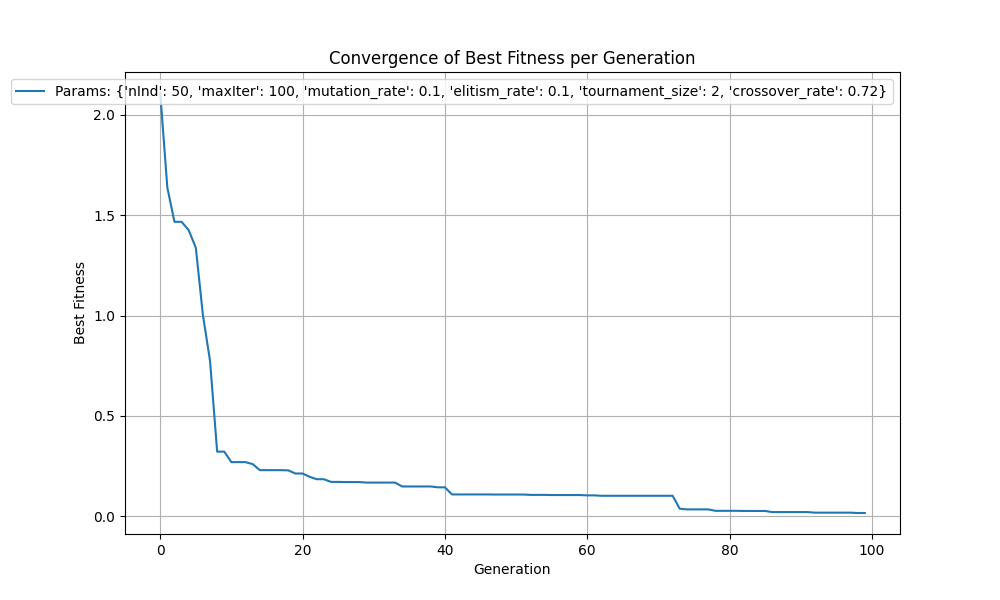 Convergence of Best Fitness per Generation
Params: {'nInd': 50, 'maxIter': 100, 'mutation_rate': 0.1, 'elitism_rate': 0.1, 'tournament_size': 2, 'crossover_rate': 0.72}
2.0
1.5
1.0
0.5
0.0
Best Fitness
0 20 40 60 80 100
Generation